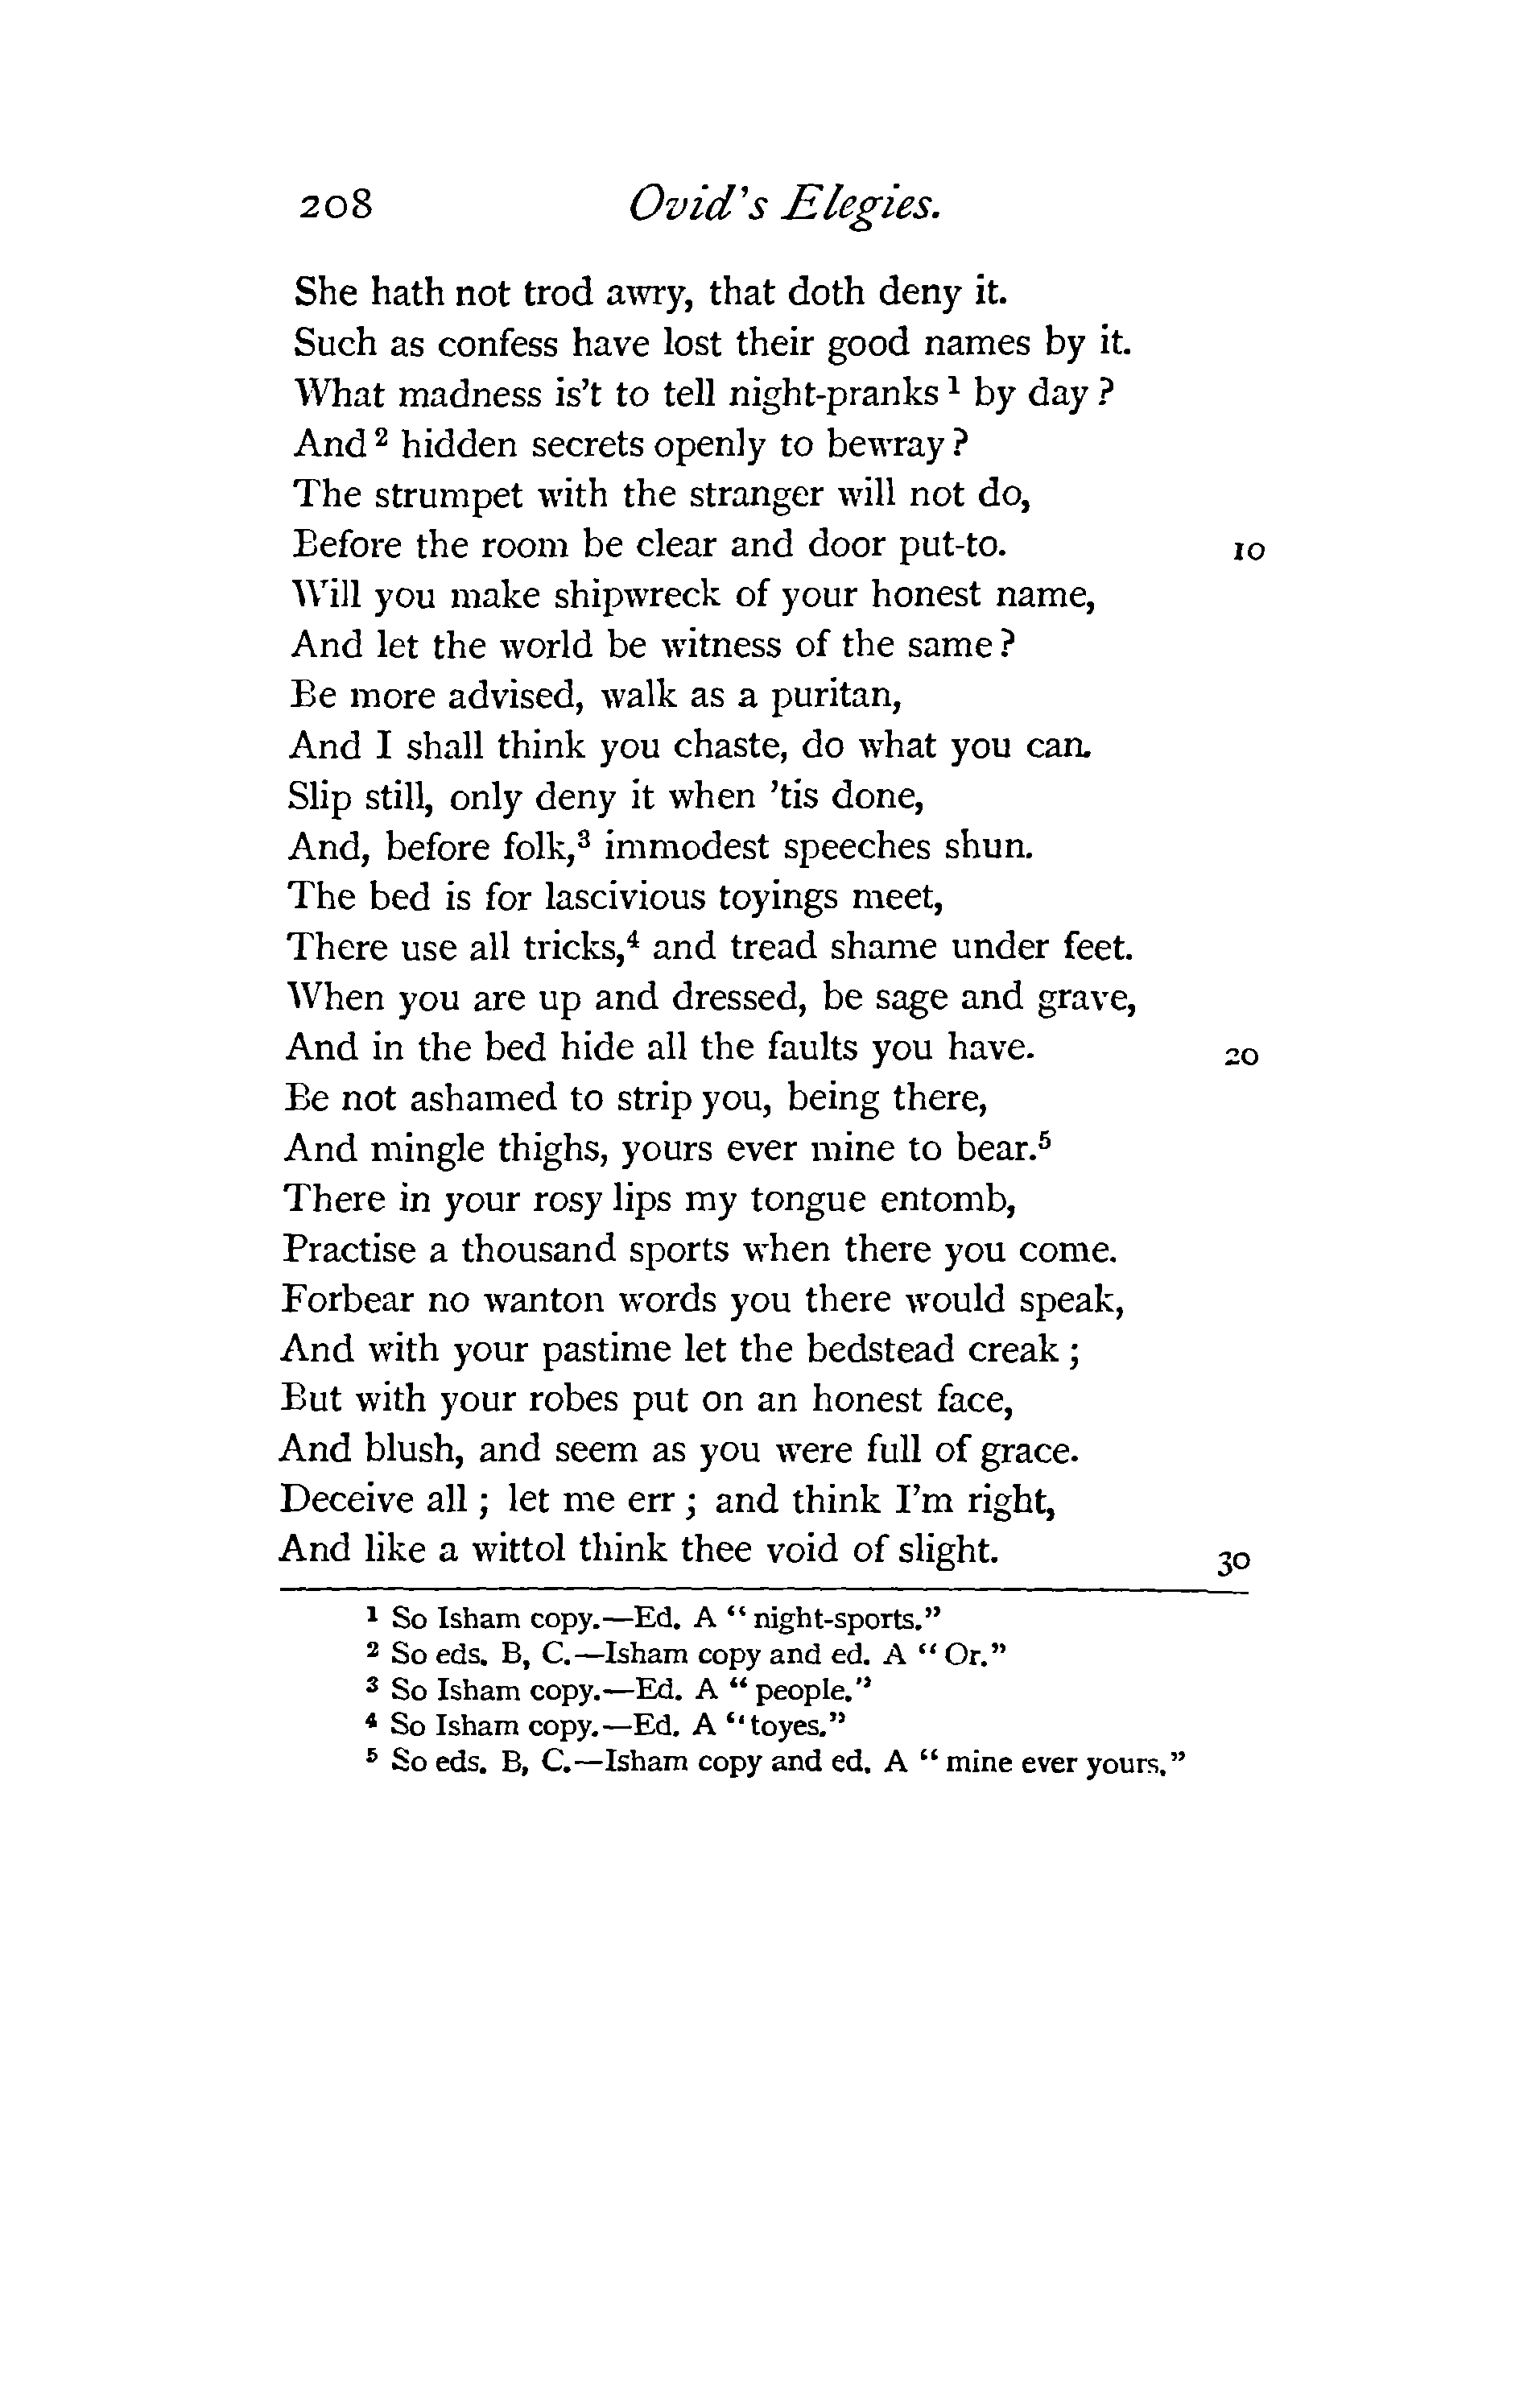 208 Ovid's Elegies.
She hath not trod awry, that doth deny it.
Such as confess have lost their good names by it.
What madness is't to tell night-pranks¹ by day?
And² hidden secrets openly to bewray?
The strumpet with the stranger will not do,
Before the room be clear and door put-to. 10
Will you make shipwreck of your honest name,
And let the world be witness of the same?
Be more advised, walk as a puritan,
And I shall think you chaste, do what you can.
Slip still, only deny it when 'tis done,
And, before folk,³ immodest speeches shun.
The bed is for lascivious toyings meet,
There use all tricks,⁴ and tread shame under feet.
When you are up and dressed, be sage and grave,
And in the bed hide all the faults you have. 20
Be not ashamed to strip you, being there,
And mingle thighs, yours ever mine to bear.⁵
There in your rosy lips my tongue entomb,
Practise a thousand sports when there you come.
Forbear no wanton words you there would speak,
And with your pastime let the bedstead creak;
But with your robes put on an honest face,
And blush, and seem as you were full of grace.
Deceive all; let me err; and think I'm right,
And like a wittol think thee void of slight. 30
¹ So Isham copy.—Ed. A "night-sports."
² So eds. B, C.—Isham copy and ed. A "Or."
³ So Isham copy.—Ed. A "people."
⁴ So Isham copy.—Ed. A "toyes."
⁵ So eds. B, C.—Isham copy and ed. A "mine ever yours."